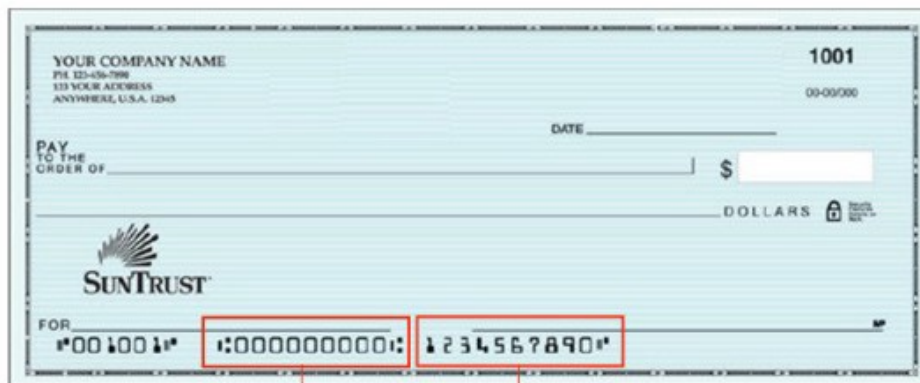 YOUR COMPANY NAME
PH. 123-456-7890
123 YOUR ADDRESS
ANYWHERE, U.S.A. 12345
1001
00-00/000
DATE
PAY
TO THE
ORDER OF
$
DOLLARS
SUNTRUST
FOR
⑈001001⑈ ⑆000000000⑆ 1234567890⑈